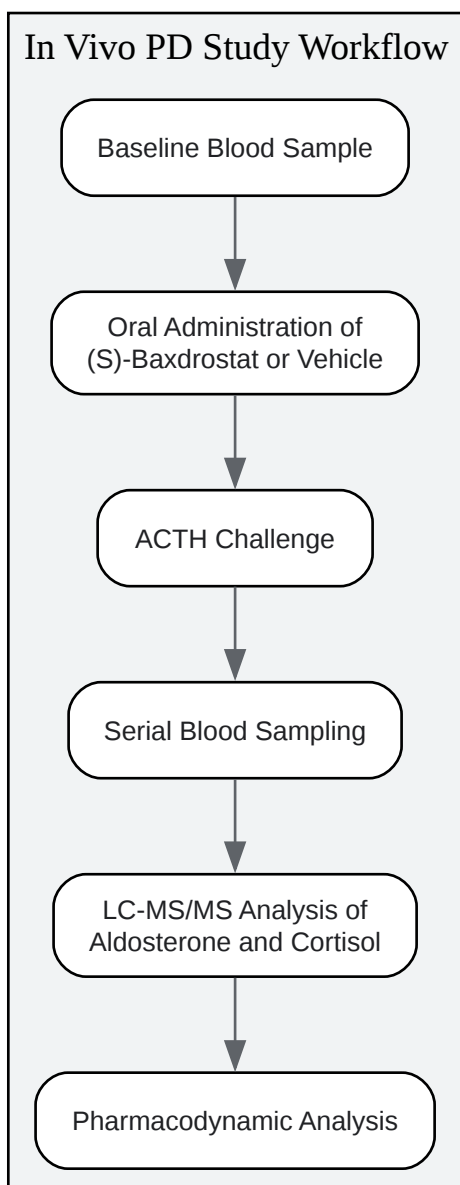 In Vivo PD Study Workflow
Baseline Blood Sample
Oral Administration of
(S)-Baxdrostat or Vehicle
ACTH Challenge
Serial Blood Sampling
LC-MS/MS Analysis of
Aldosterone and Cortisol
Pharmacodynamic Analysis